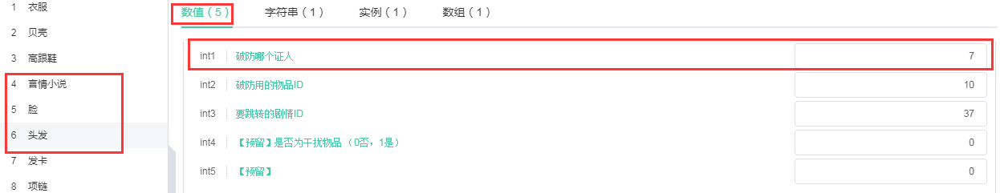 1 衣服
2 贝壳
3 高跟鞋
4 言情小说
5 脸
6 头发
7 发卡
8 项链
数值（5） 字符串（1） 实例（1） 数组（1）
int1 破防哪个证人 7
int2 破防用的物品ID 10
int3 要跳转的剧情ID 37
int4 【预留】是否为干扰物品（0否，1是） 0
int5 【预留】 0